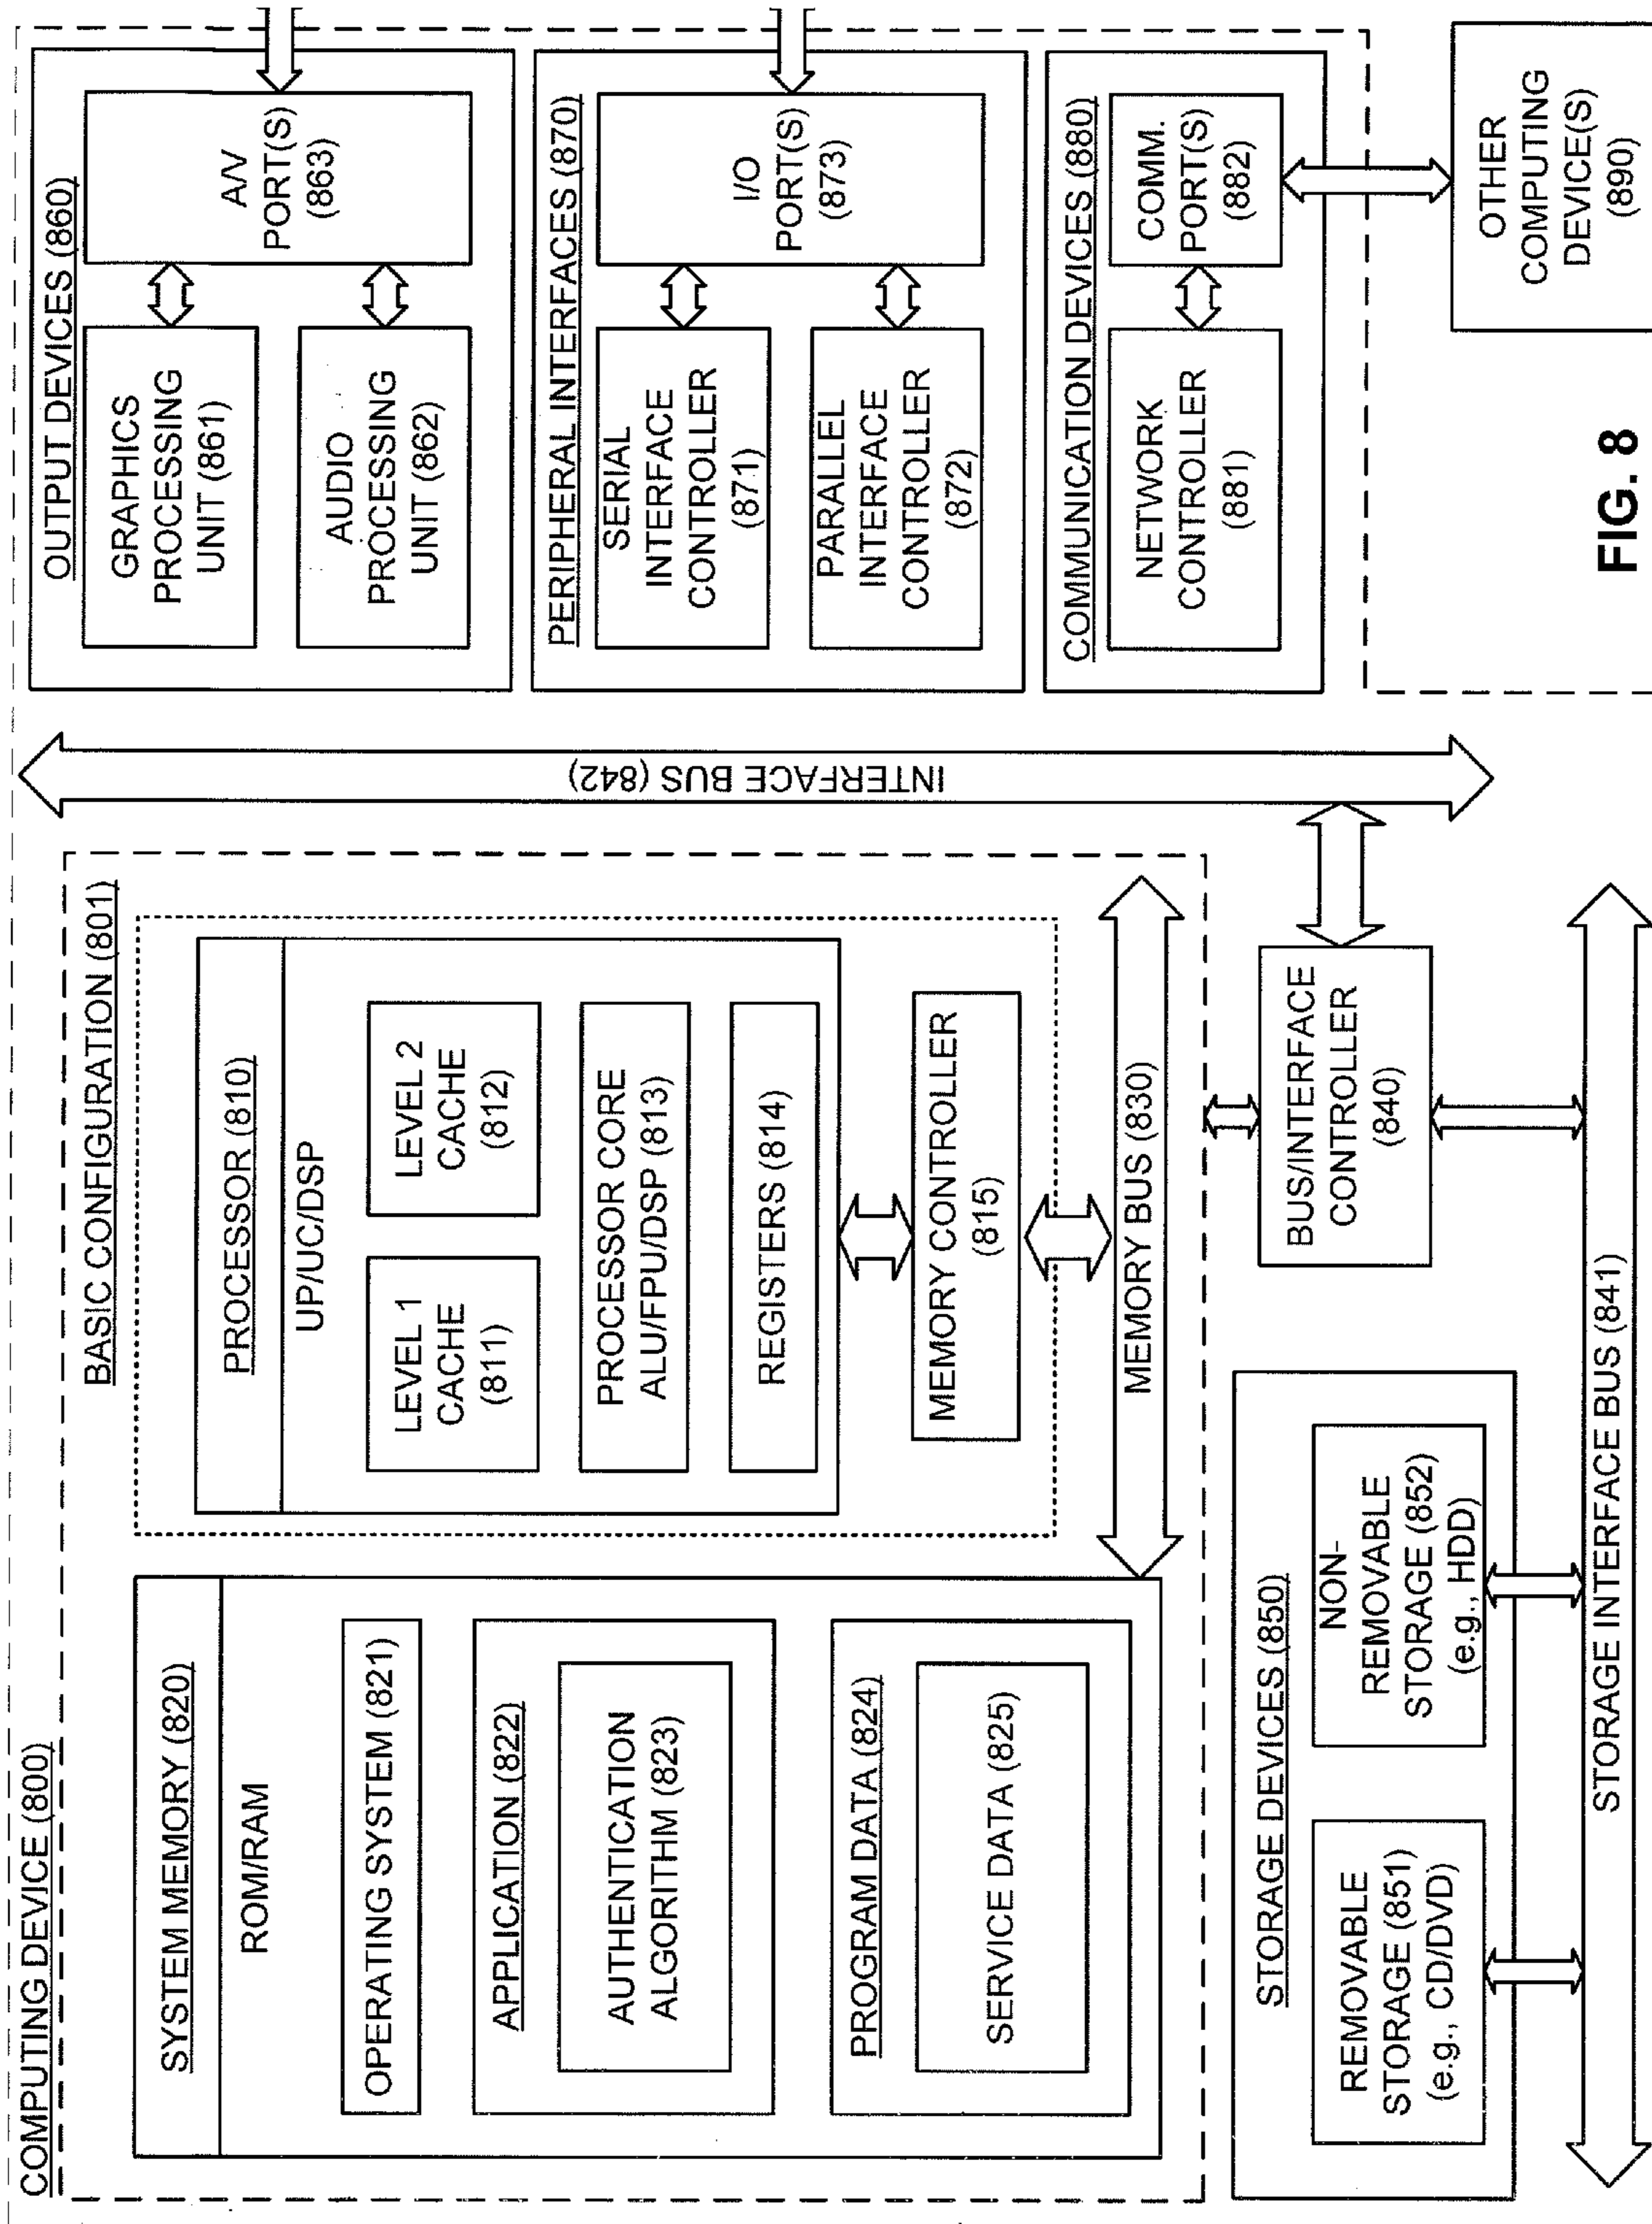 COMPUTING DEVICE (800)
BASIC CONFIGURATION (801)
SYSTEM MEMORY (820)
ROM/RAM
OPERATING SYSTEM (821)
APPLICATION (822)
AUTHENTICATION
ALGORITHM (823)
PROGRAM DATA (824)
SERVICE DATA (825)
PROCESSOR (810)
UP/UC/DSP
LEVEL 1
CACHE
(811)
LEVEL 2
CACHE
(812)
PROCESSOR CORE
ALU/FPU/DSP (813)
REGISTERS (814)
MEMORY CONTROLLER
(815)
MEMORY BUS (830)
BUS/INTERFACE
CONTROLLER
(840)
STORAGE DEVICES (850)
REMOVABLE
STORAGE (851)
(e.g., CD/DVD)
NON-
REMOVABLE
STORAGE (852)
(e.g., HDD)
STORAGE INTERFACE BUS (841)
INTERFACE BUS (842)
OUTPUT DEVICES (860)
GRAPHICS
PROCESSING
UNIT (861)
AUDIO
PROCESSING
UNIT (862)
A/V
PORT(S)
(863)
PERIPHERAL INTERFACES (870)
SERIAL
INTERFACE
CONTROLLER
(871)
PARALLEL
INTERFACE
CONTROLLER
(872)
I/O
PORT(S)
(873)
COMMUNICATION DEVICES (880)
NETWORK
CONTROLLER
(881)
COMM.
PORT(S)
(882)
OTHER
COMPUTING
DEVICE(S)
(890)
FIG. 8